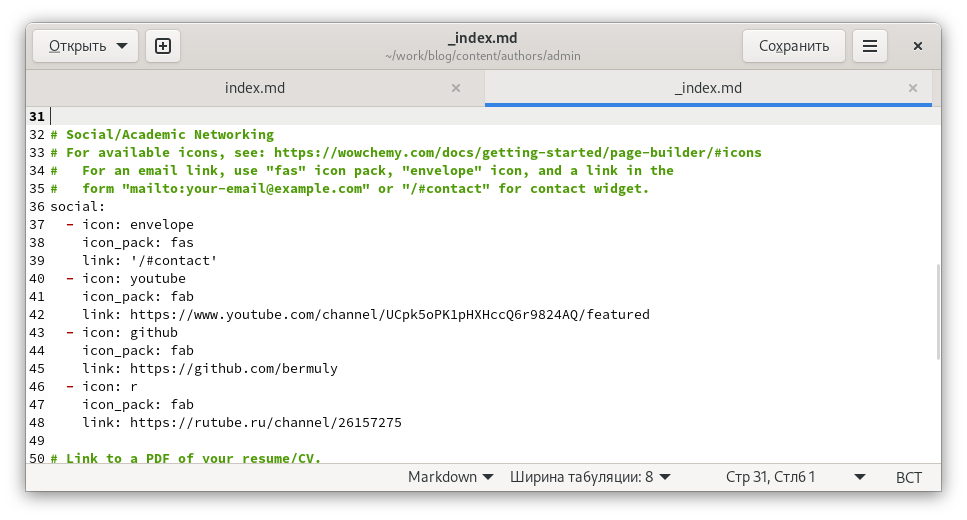 Открыть
_index.md
~/work/blog/content/authors/admin
Сохранить
index.md
_index.md
31
32 # Social/Academic Networking
33 # For available icons, see: https://wowchemy.com/docs/getting-started/page-builder/#icons
34 #   For an email link, use "fas" icon pack, "envelope" icon, and a link in the
35 #   form "mailto:your-email@example.com" or "/#contact" for contact widget.
36 social:
37   - icon: envelope
38     icon_pack: fas
39     link: '/#contact'
40   - icon: youtube
41     icon_pack: fab
42     link: https://www.youtube.com/channel/UCpk5oPK1pHXHccQ6r9824AQ/featured
43   - icon: github
44     icon_pack: fab
45     link: https://github.com/bermuly
46   - icon: r
47     icon_pack: fab
48     link: https://rutube.ru/channel/26157275
49
50 # Link to a PDF of your resume/CV.
Markdown
Ширина табуляции: 8
Стр 31, Стлб 1
ВСТ